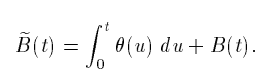 B̃(t) = ∫₀ᵗ θ(u) du + B(t).